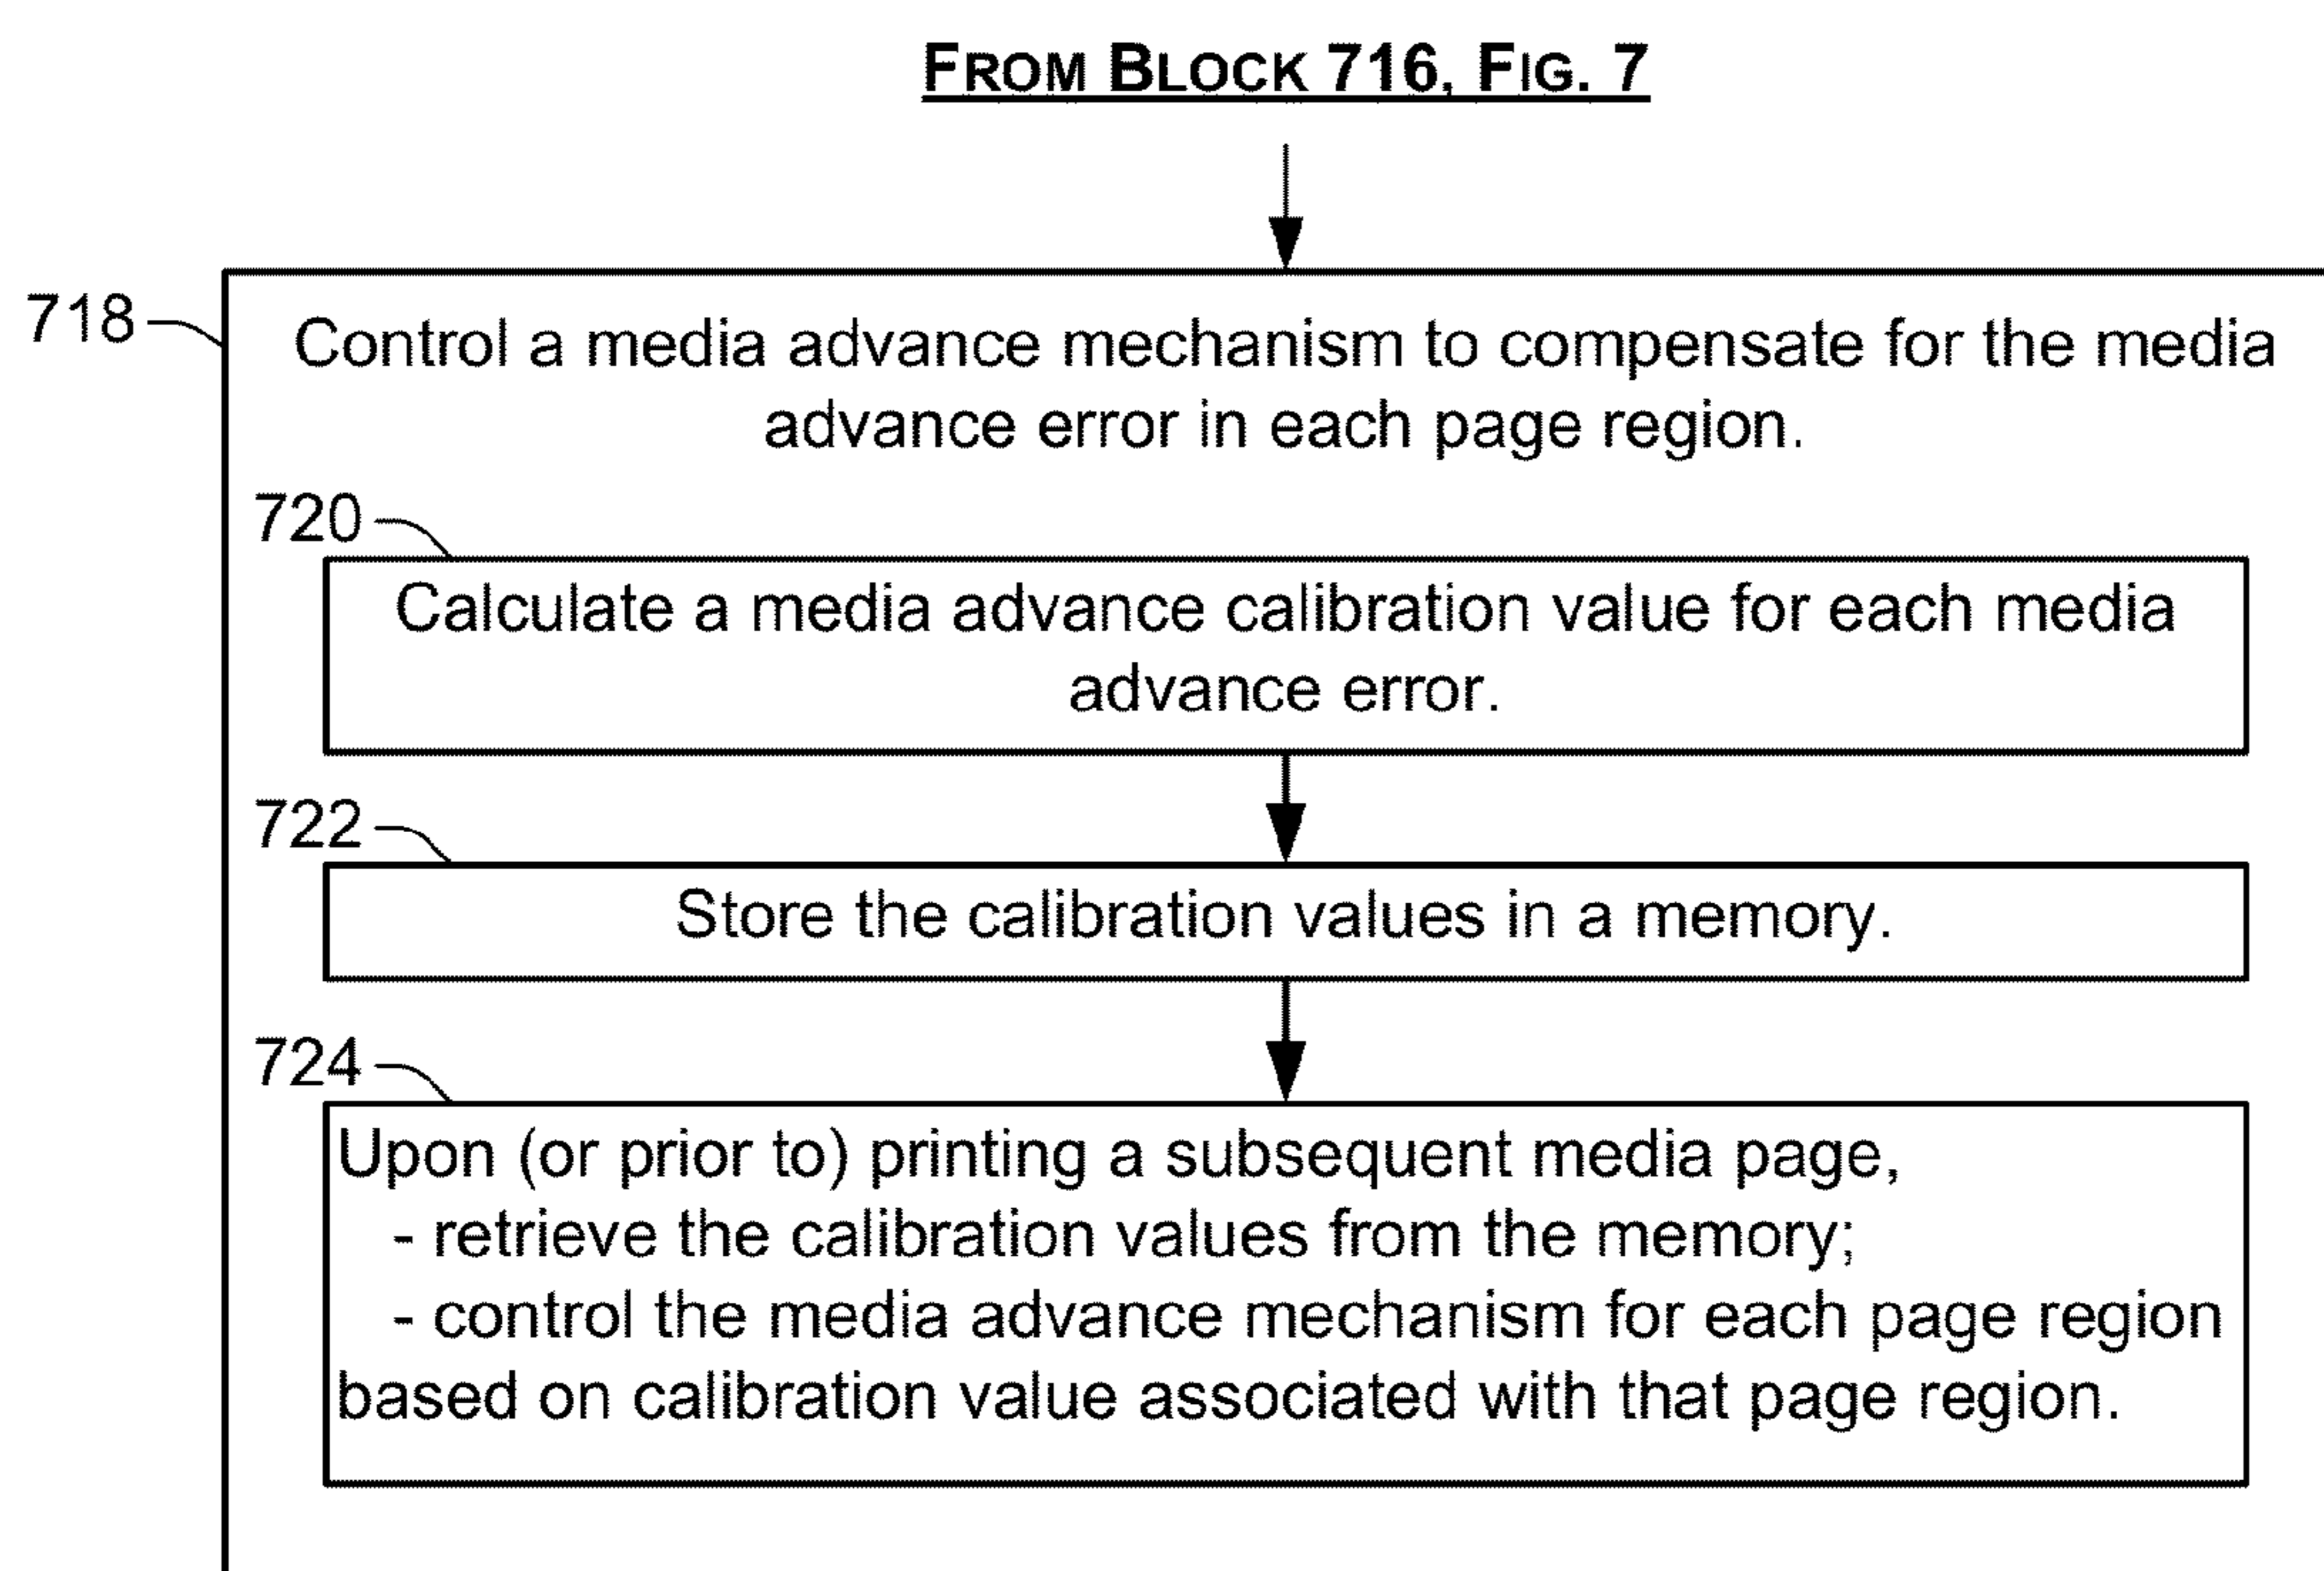 FROM BLOCK 716, FIG. 7
718
Control a media advance mechanism to compensate for the media
advance error in each page region.
720
Calculate a media advance calibration value for each media
advance error.
722
Store the calibration values in a memory.
724
Upon (or prior to) printing a subsequent media page,
- retrieve the calibration values from the memory;
- control the media advance mechanism for each page region
based on calibration value associated with that page region.